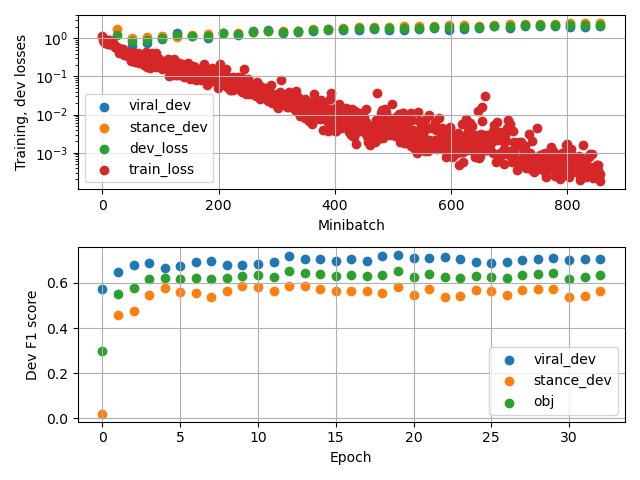 Training, dev losses
10⁰
10⁻¹
10⁻²
10⁻³
viral_dev
stance_dev
dev_loss
train_loss
0 200 400 600 800
Minibatch
Dev F1 score
0.6
0.4
0.2
0.0
viral_dev
stance_dev
obj
0 5 10 15 20 25 30
Epoch